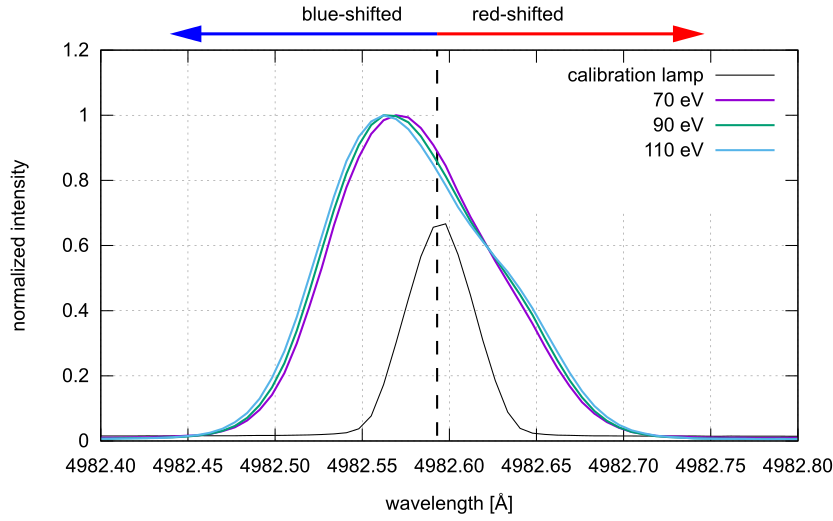 blue-shifted red-shifted
1.2
1
0.8
0.6
0.4
0.2
0
normalized intensity
calibration lamp
70 eV
90 eV
110 eV
4982.40 4982.45 4982.50 4982.55 4982.60 4982.65 4982.70 4982.75 4982.80
wavelength [Å]